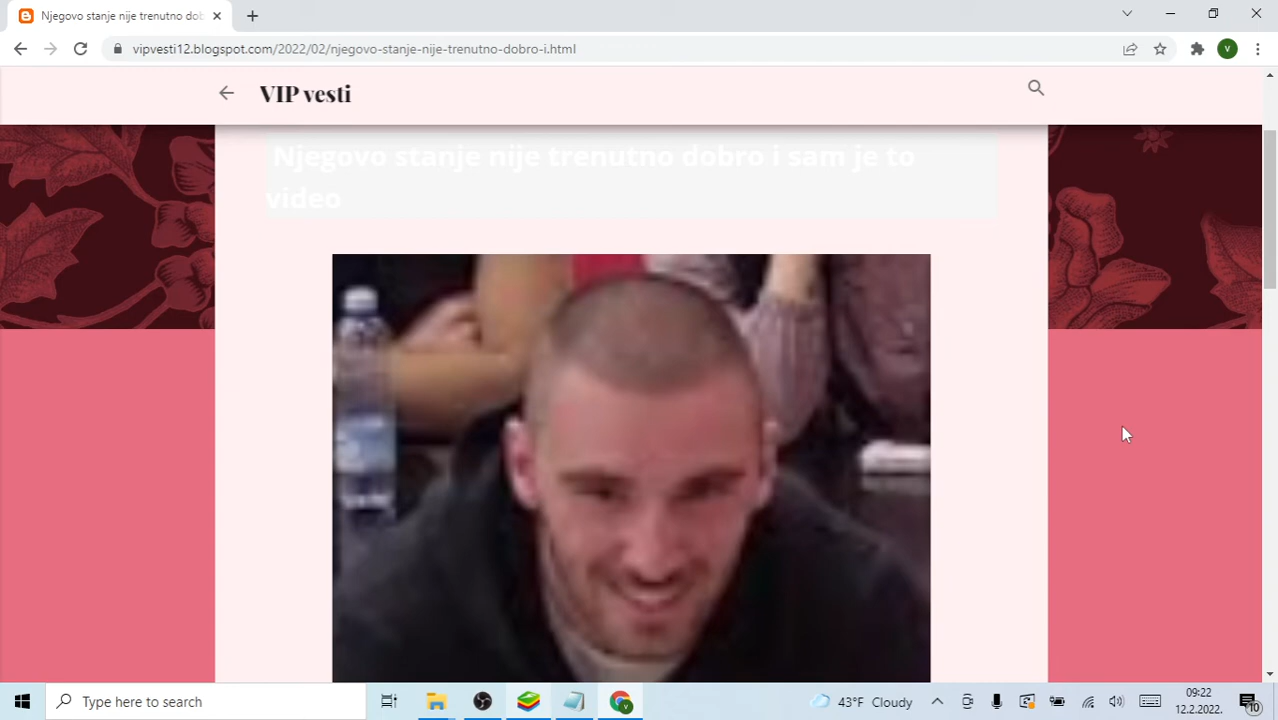 Njegovo stanje nije trenutno dob
vipvesti12.blogspot.com/2022/02/njegovo-stanje-nije-trenutno-dobro-i.html
V
VIP vesti
Njegovo stanje nije trenutno dobro i sam je to
video
Type here to search
V
43°F Cloudy
09:22
12.2.2022.
10